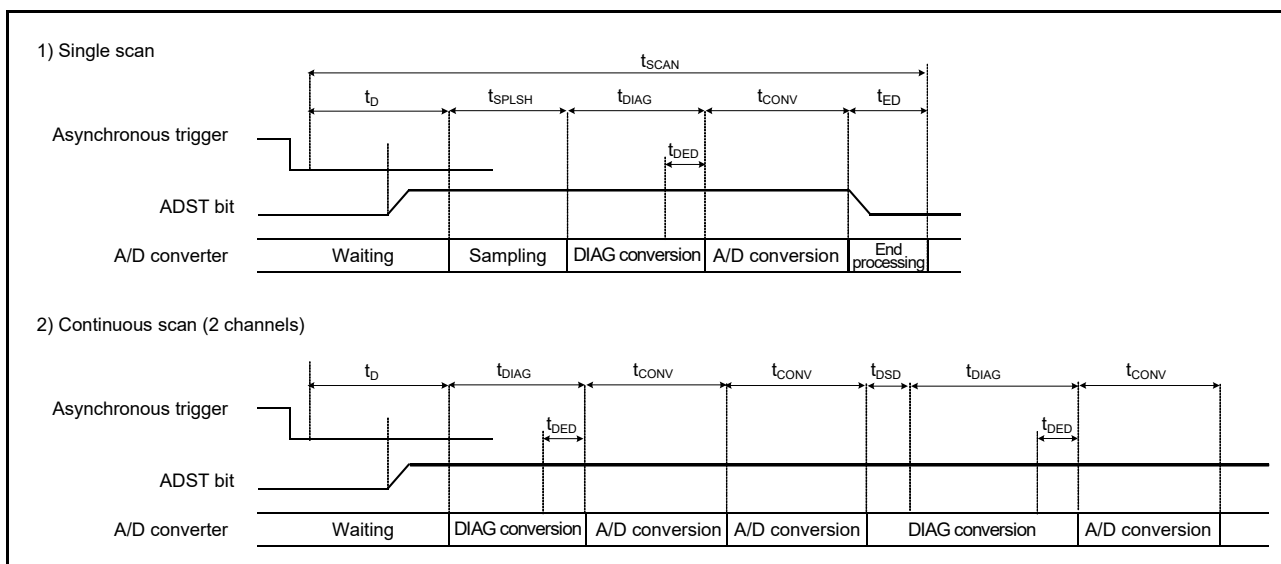 1) Single scan
tSCAN
tD tSPLSH tDIAG tCONV tED
Asynchronous trigger
tDED
ADST bit
A/D converter Waiting Sampling DIAG conversion A/D conversion End processing
2) Continuous scan (2 channels)
tD tDIAG tCONV tCONV tDSD tDIAG tCONV
Asynchronous trigger
tDED tDED
ADST bit
A/D converter Waiting DIAG conversion A/D conversion A/D conversion DIAG conversion A/D conversion